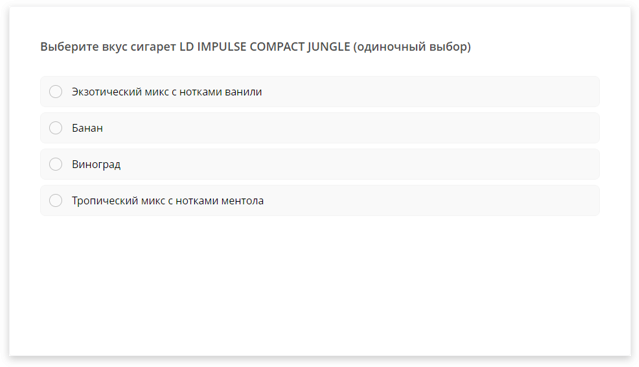 Выберите вкус сигарет LD IMPULSE COMPACT JUNGLE (одиночный выбор)
Экзотический микс с нотками ванили
Банан
Виноград
Тропический микс с нотками ментола